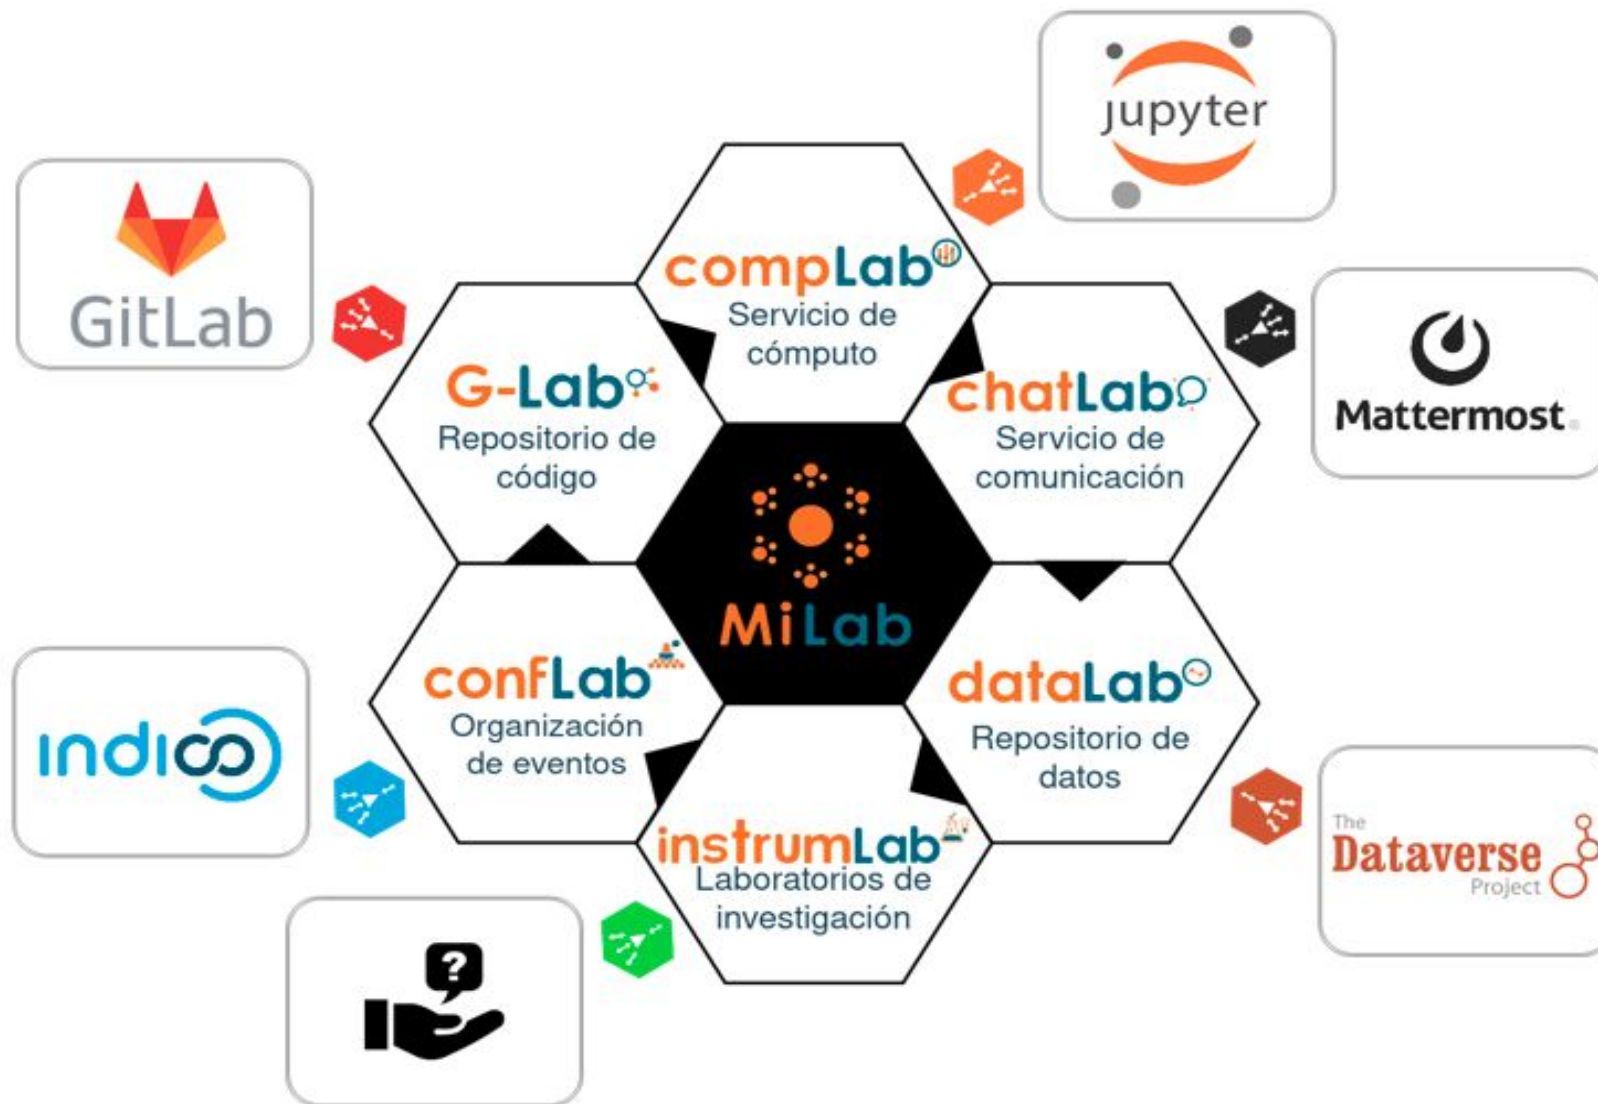 jupyter
GitLab
compLab
Servicio de
cómputo
G-Lab
Repositorio de
código
chatLab
Servicio de
comunicación
Mattermost
MiLab
confLab
Organización
de eventos
dataLab
Repositorio de
datos
indico
instrumLab
Laboratorios de
investigación
The
Dataverse
Project
?